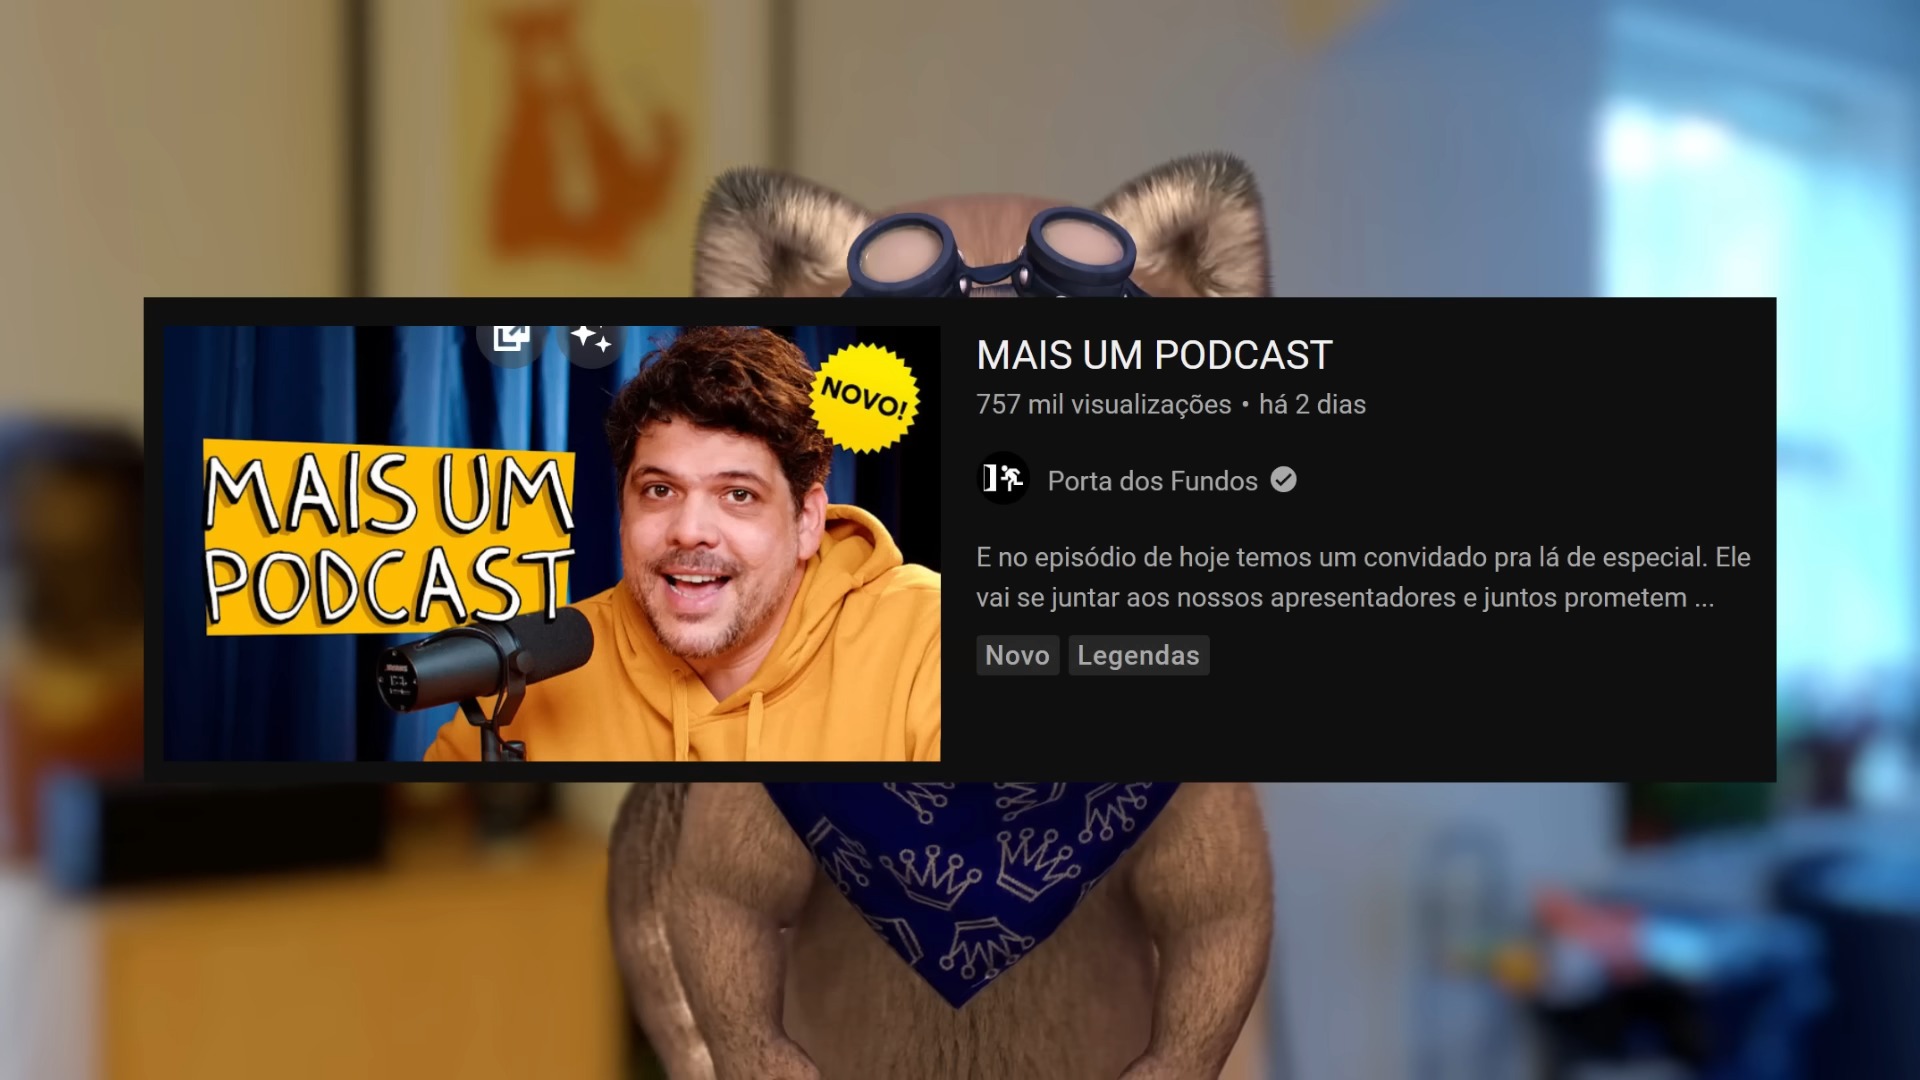 MAIS UM
PODCAST
NOVO!
MAIS UM PODCAST
757 mil visualizações • há 2 dias
Porta dos Fundos
E no episódio de hoje temos um convidado pra lá de especial. Ele
vai se juntar aos nossos apresentadores e juntos prometem ...
Novo
Legendas